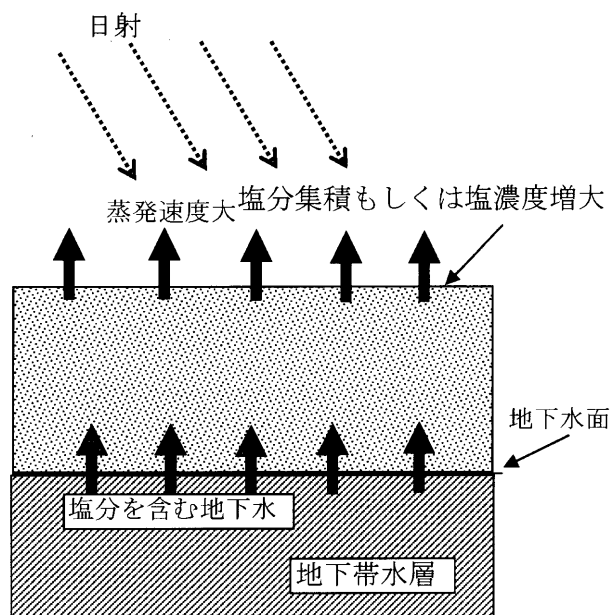 日射
蒸発速度大
塩分集積もしくは塩濃度増大
地下水面
塩分を含む地下水
地下帯水層